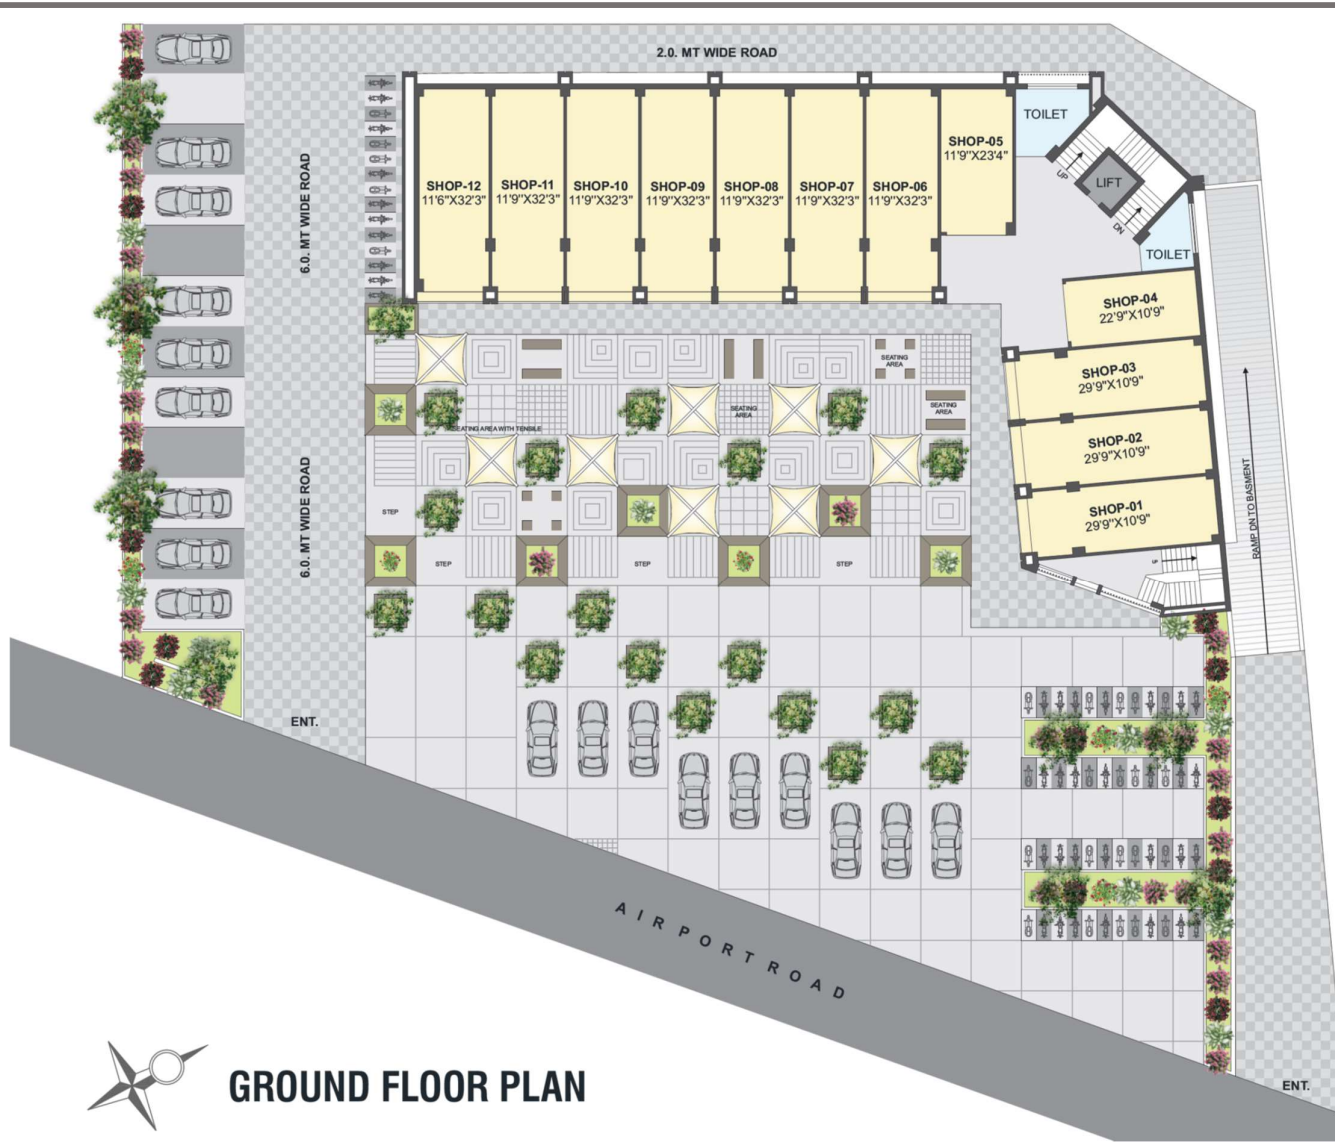 2.0. MT WIDE ROAD
TOILET
SHOP-05
11'9"X23'4"
UP
LIFT
DN
TOILET
6.0. MT WIDE ROAD
SHOP-12
11'6"X32'3"
SHOP-11
11'9"X32'3"
SHOP-10
11'9"X32'3"
SHOP-09
11'9"X32'3"
SHOP-08
11'9"X32'3"
SHOP-07
11'9"X32'3"
SHOP-06
11'9"X32'3"
SHOP-04
22'9"X10'9"
SHOP-03
29'9"X10'9"
SHOP-02
29'9"X10'9"
SHOP-01
29'9"X10'9"
UP
RAMP DN TO BASMENT
SEATING
AREA
SEATING
AREA
SEATING
AREA
SEATING AREA WITH TENSILE
6.0. MT WIDE ROAD
STEP
STEP
STEP
STEP
ENT.
AIRPORT ROAD
ENT.
GROUND FLOOR PLAN